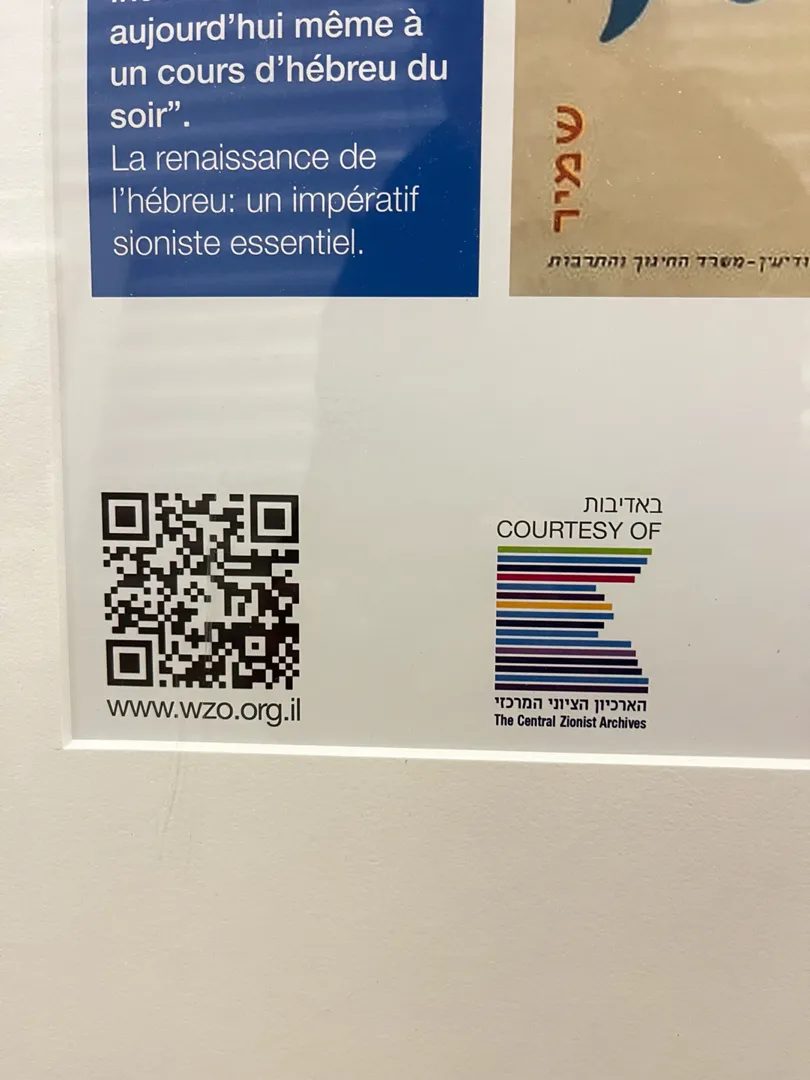 aujourd’hui même à
un cours d’hébreu du
soir”.
La renaissance de
l’hébreu: un impératif
sioniste essentiel.
שמיר
משרד החינוך והתרבות
www.wzo.org.il
באדיבות
COURTESY OF
הארכיון הציוני המרכזי
The Central Zionist Archives